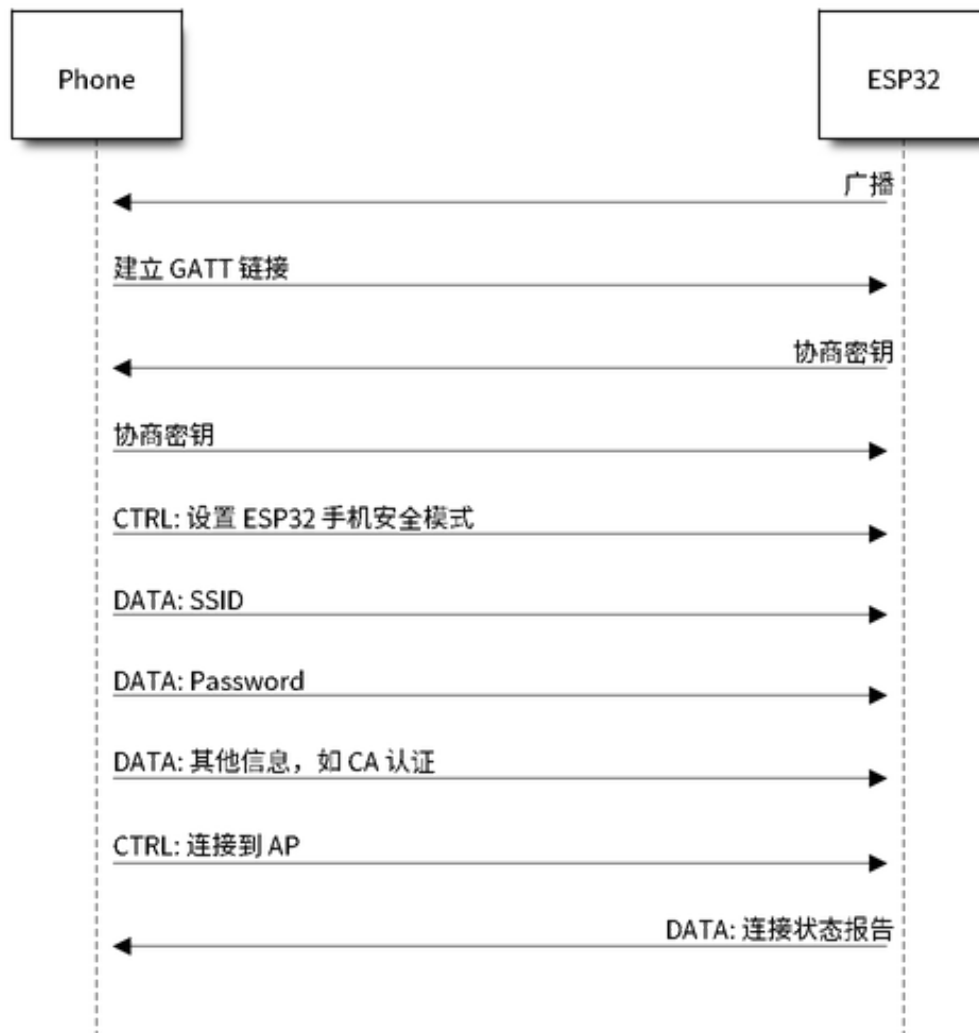 Phone
ESP32
广播
建立 GATT 链接
协商密钥
协商密钥
CTRL: 设置 ESP32 手机安全模式
DATA: SSID
DATA: Password
DATA: 其他信息，如 CA 认证
CTRL: 连接到 AP
DATA: 连接状态报告